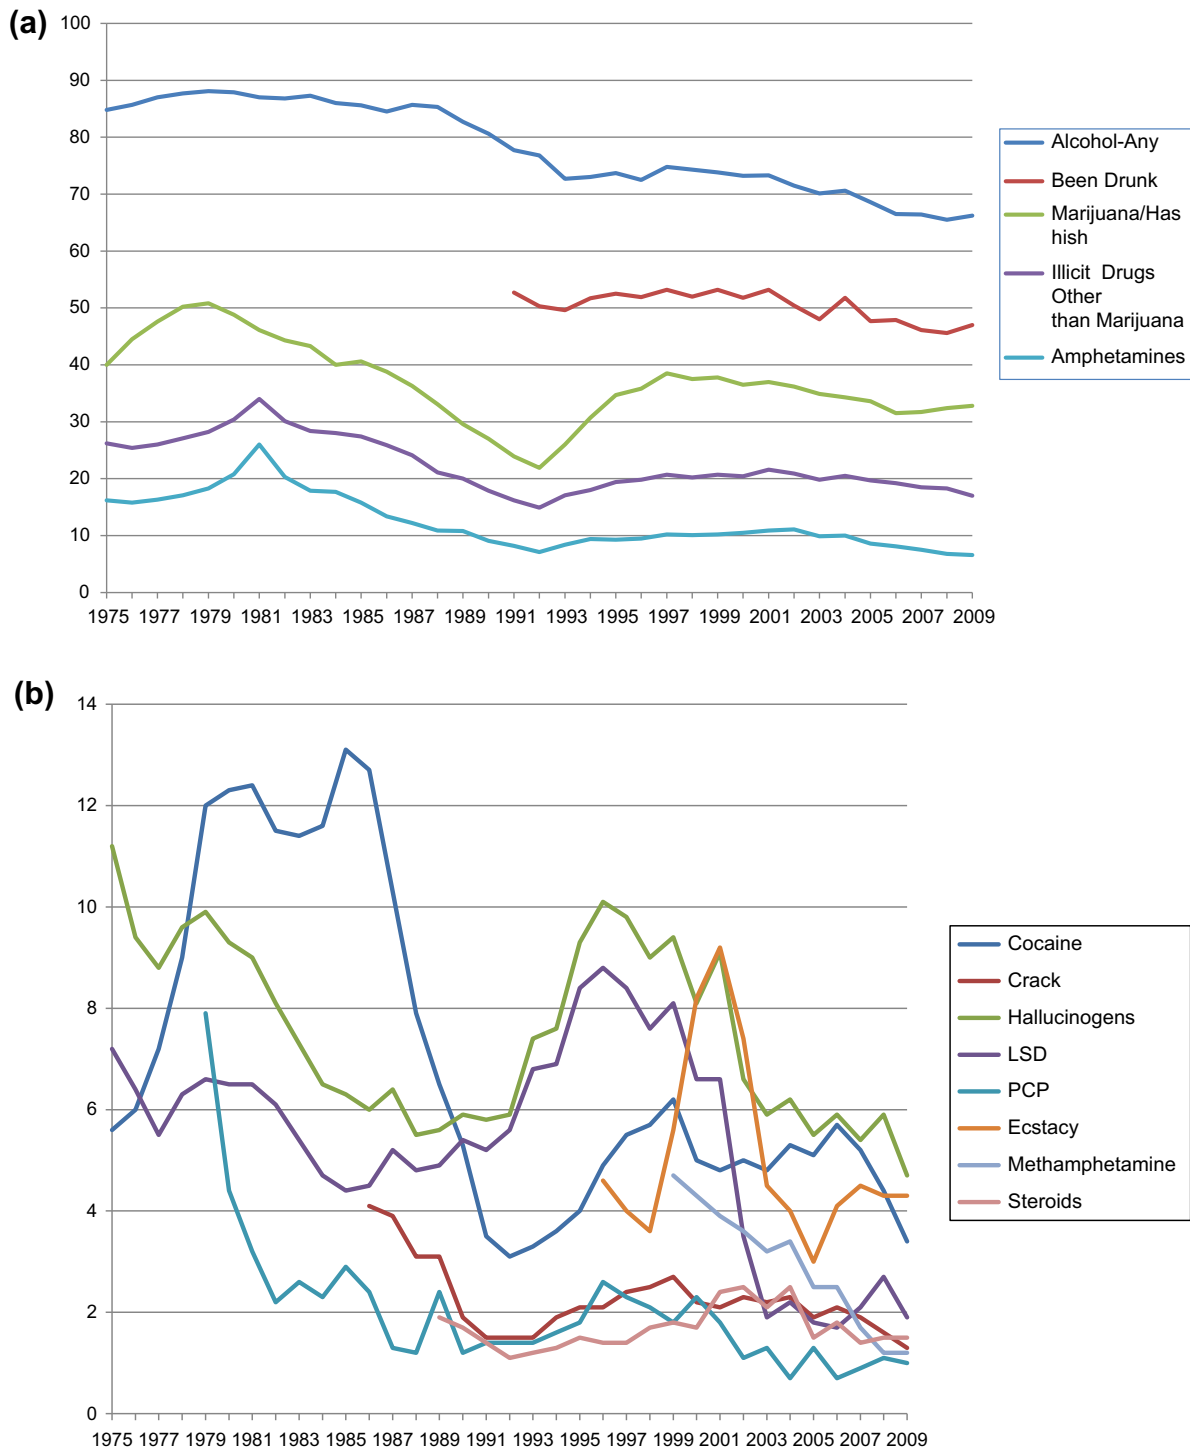 (a)
100
90
80
70
60
50
40
30
20
10
0
1975 1977 1979 1981 1983 1985 1987 1989 1991 1993 1995 1997 1999 2001 2003 2005 2007 2009
Alcohol-Any
Been Drunk
Marijuana/Has
hish
Illicit Drugs
Other
than Marijuana
Amphetamines
(b)
14
12
10
8
6
4
2
0
1975 1977 1979 1981 1983 1985 1987 1989 1991 1993 1995 1997 1999 2001 2003 2005 2007 2009
Cocaine
Crack
Hallucinogens
LSD
PCP
Ecstacy
Methamphetamine
Steroids